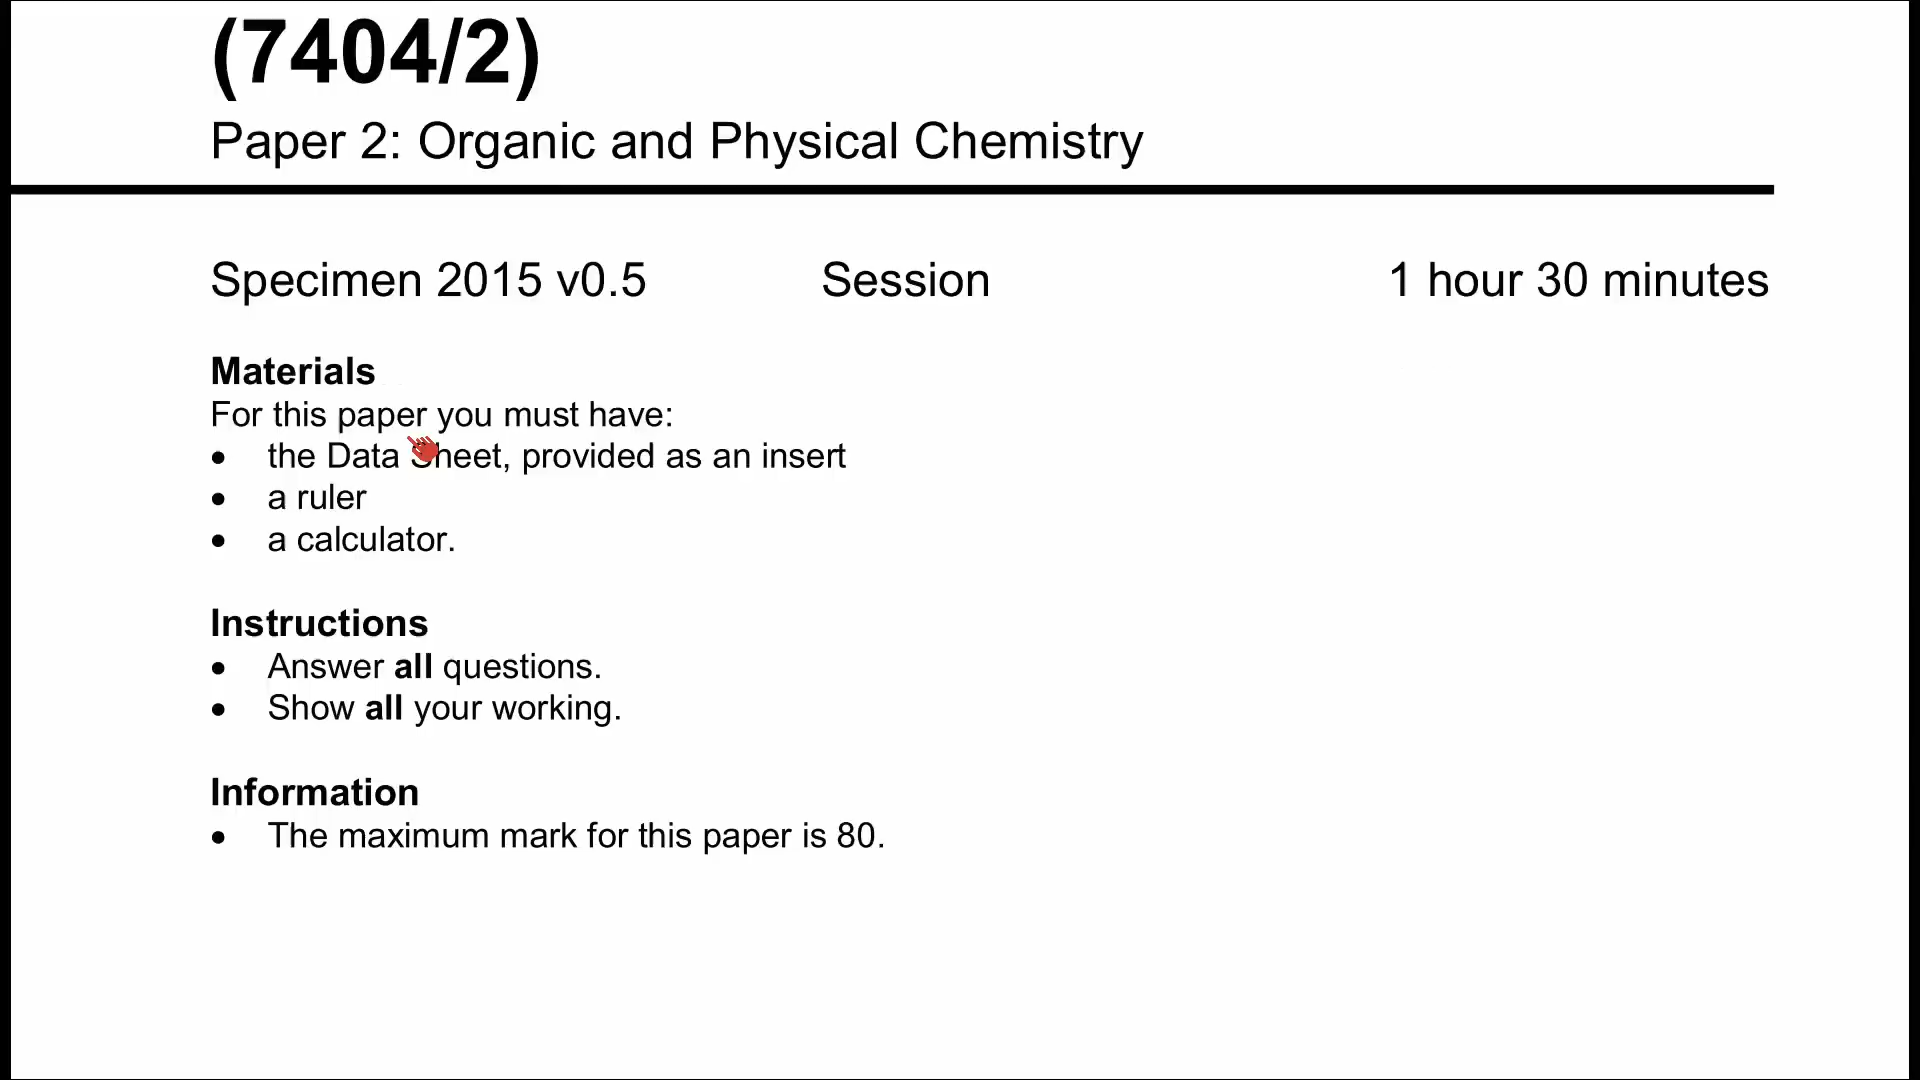 (7404/2)
Paper 2: Organic and Physical Chemistry
Specimen 2015 v0.5 Session 1 hour 30 minutes
Materials
For this paper you must have:
• the Data Sheet, provided as an insert
• a ruler
• a calculator.
Instructions
• Answer all questions.
• Show all your working.
Information
• The maximum mark for this paper is 80.